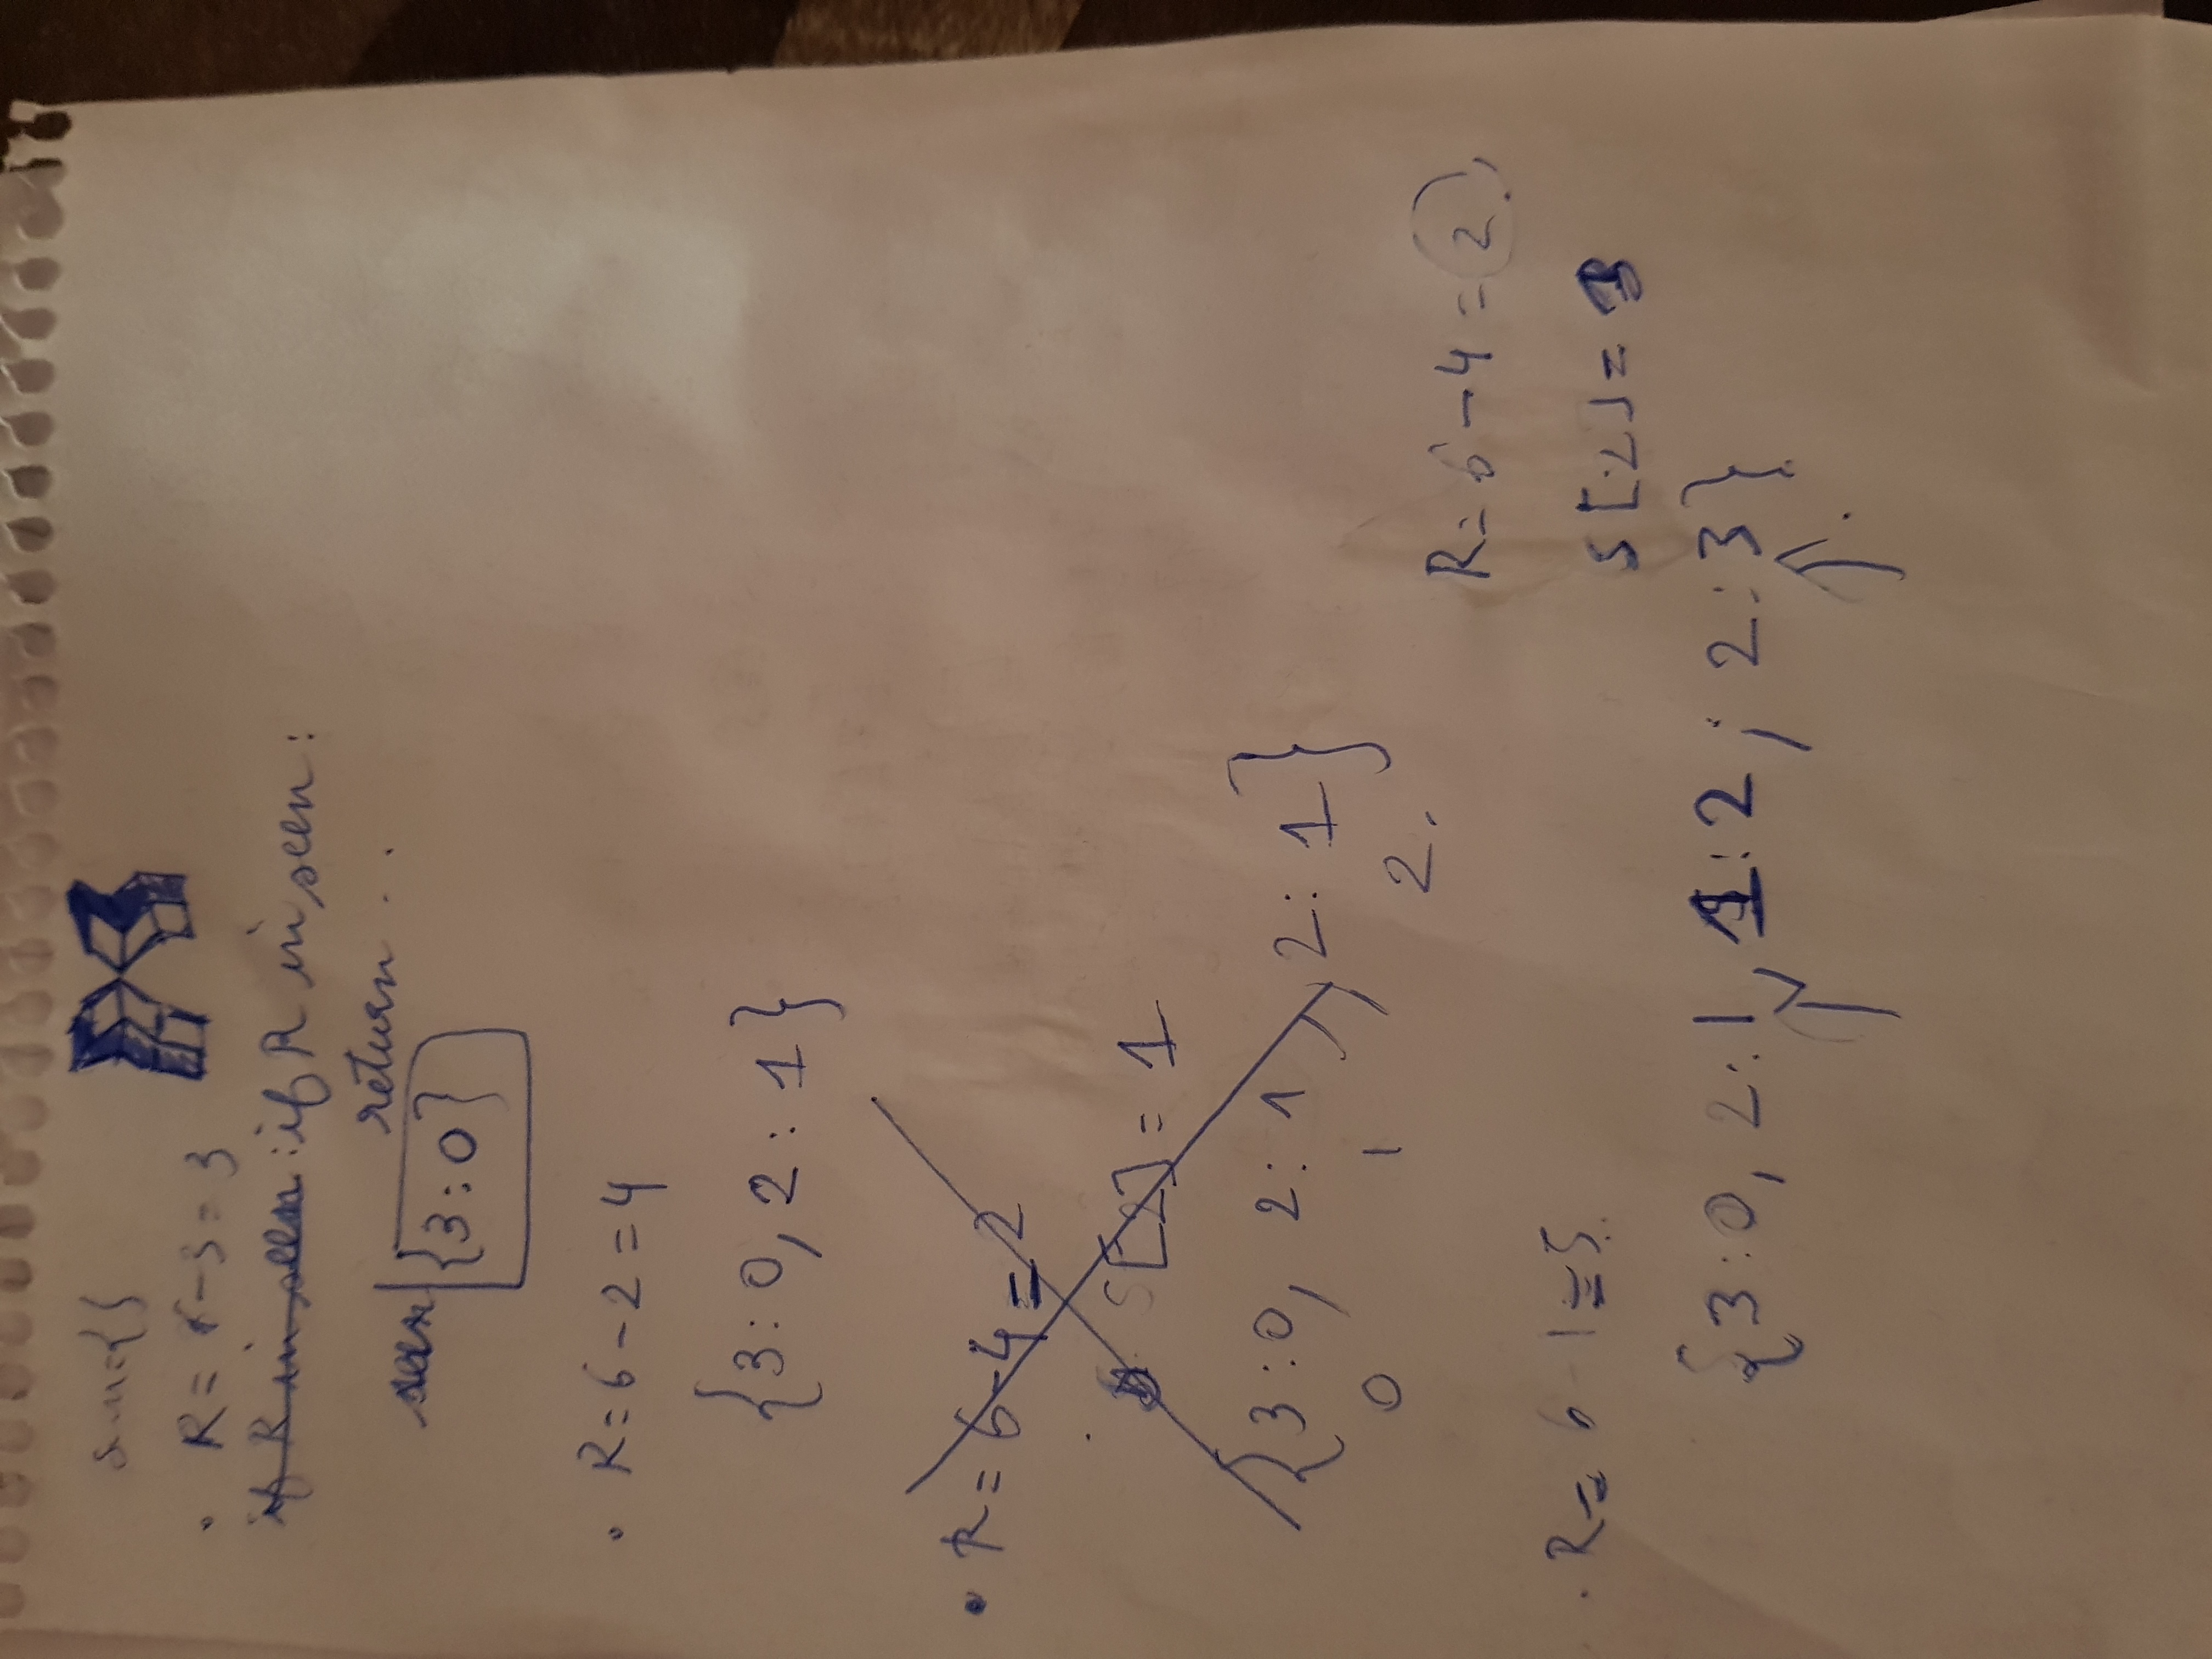 R = 6 - 3 = 3
if R in seen : if R in seen :
return . .
seen {3 : 0}
R = 6 - 2 = 4
{3 : 0, 2 : 1}
R = 6 - 4 = 2
S[2] = 1
{3 : 0, 2 : 1, 2 : 1}
0 1 2.
R = 6 - 4 = 2
R = 6 - 1 = 5
S[2] =
{3 : 0, 2 : 1, 1 : 2 ; 2 : 3}